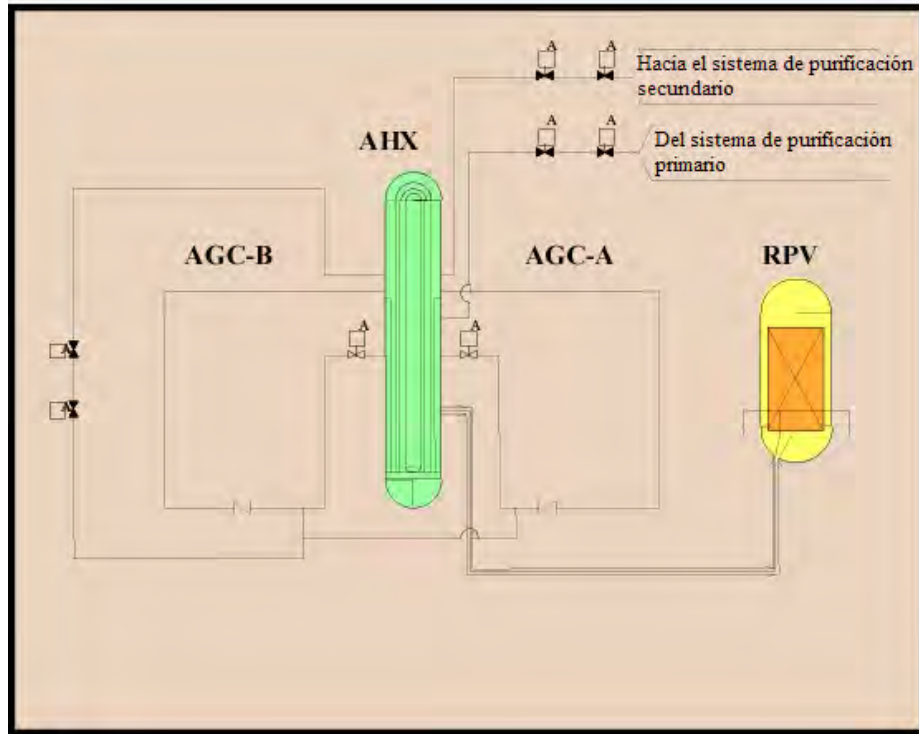 A A
Hacia el sistema de purificación
secundario
A A
Del sistema de purificación
primario
AHX
AGC-B
AGC-A
RPV
A
A
A
A